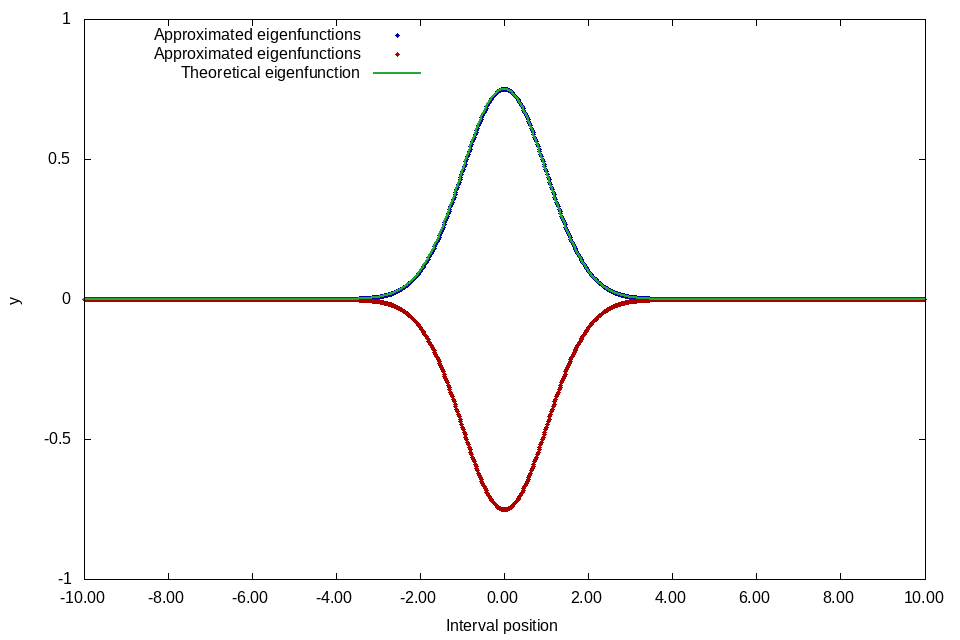 Approximated eigenfunctions
Approximated eigenfunctions
Theoretical eigenfunction
1
0.5
0
-0.5
-1
y
-10.00 -8.00 -6.00 -4.00 -2.00 0.00 2.00 4.00 6.00 8.00 10.00
Interval position